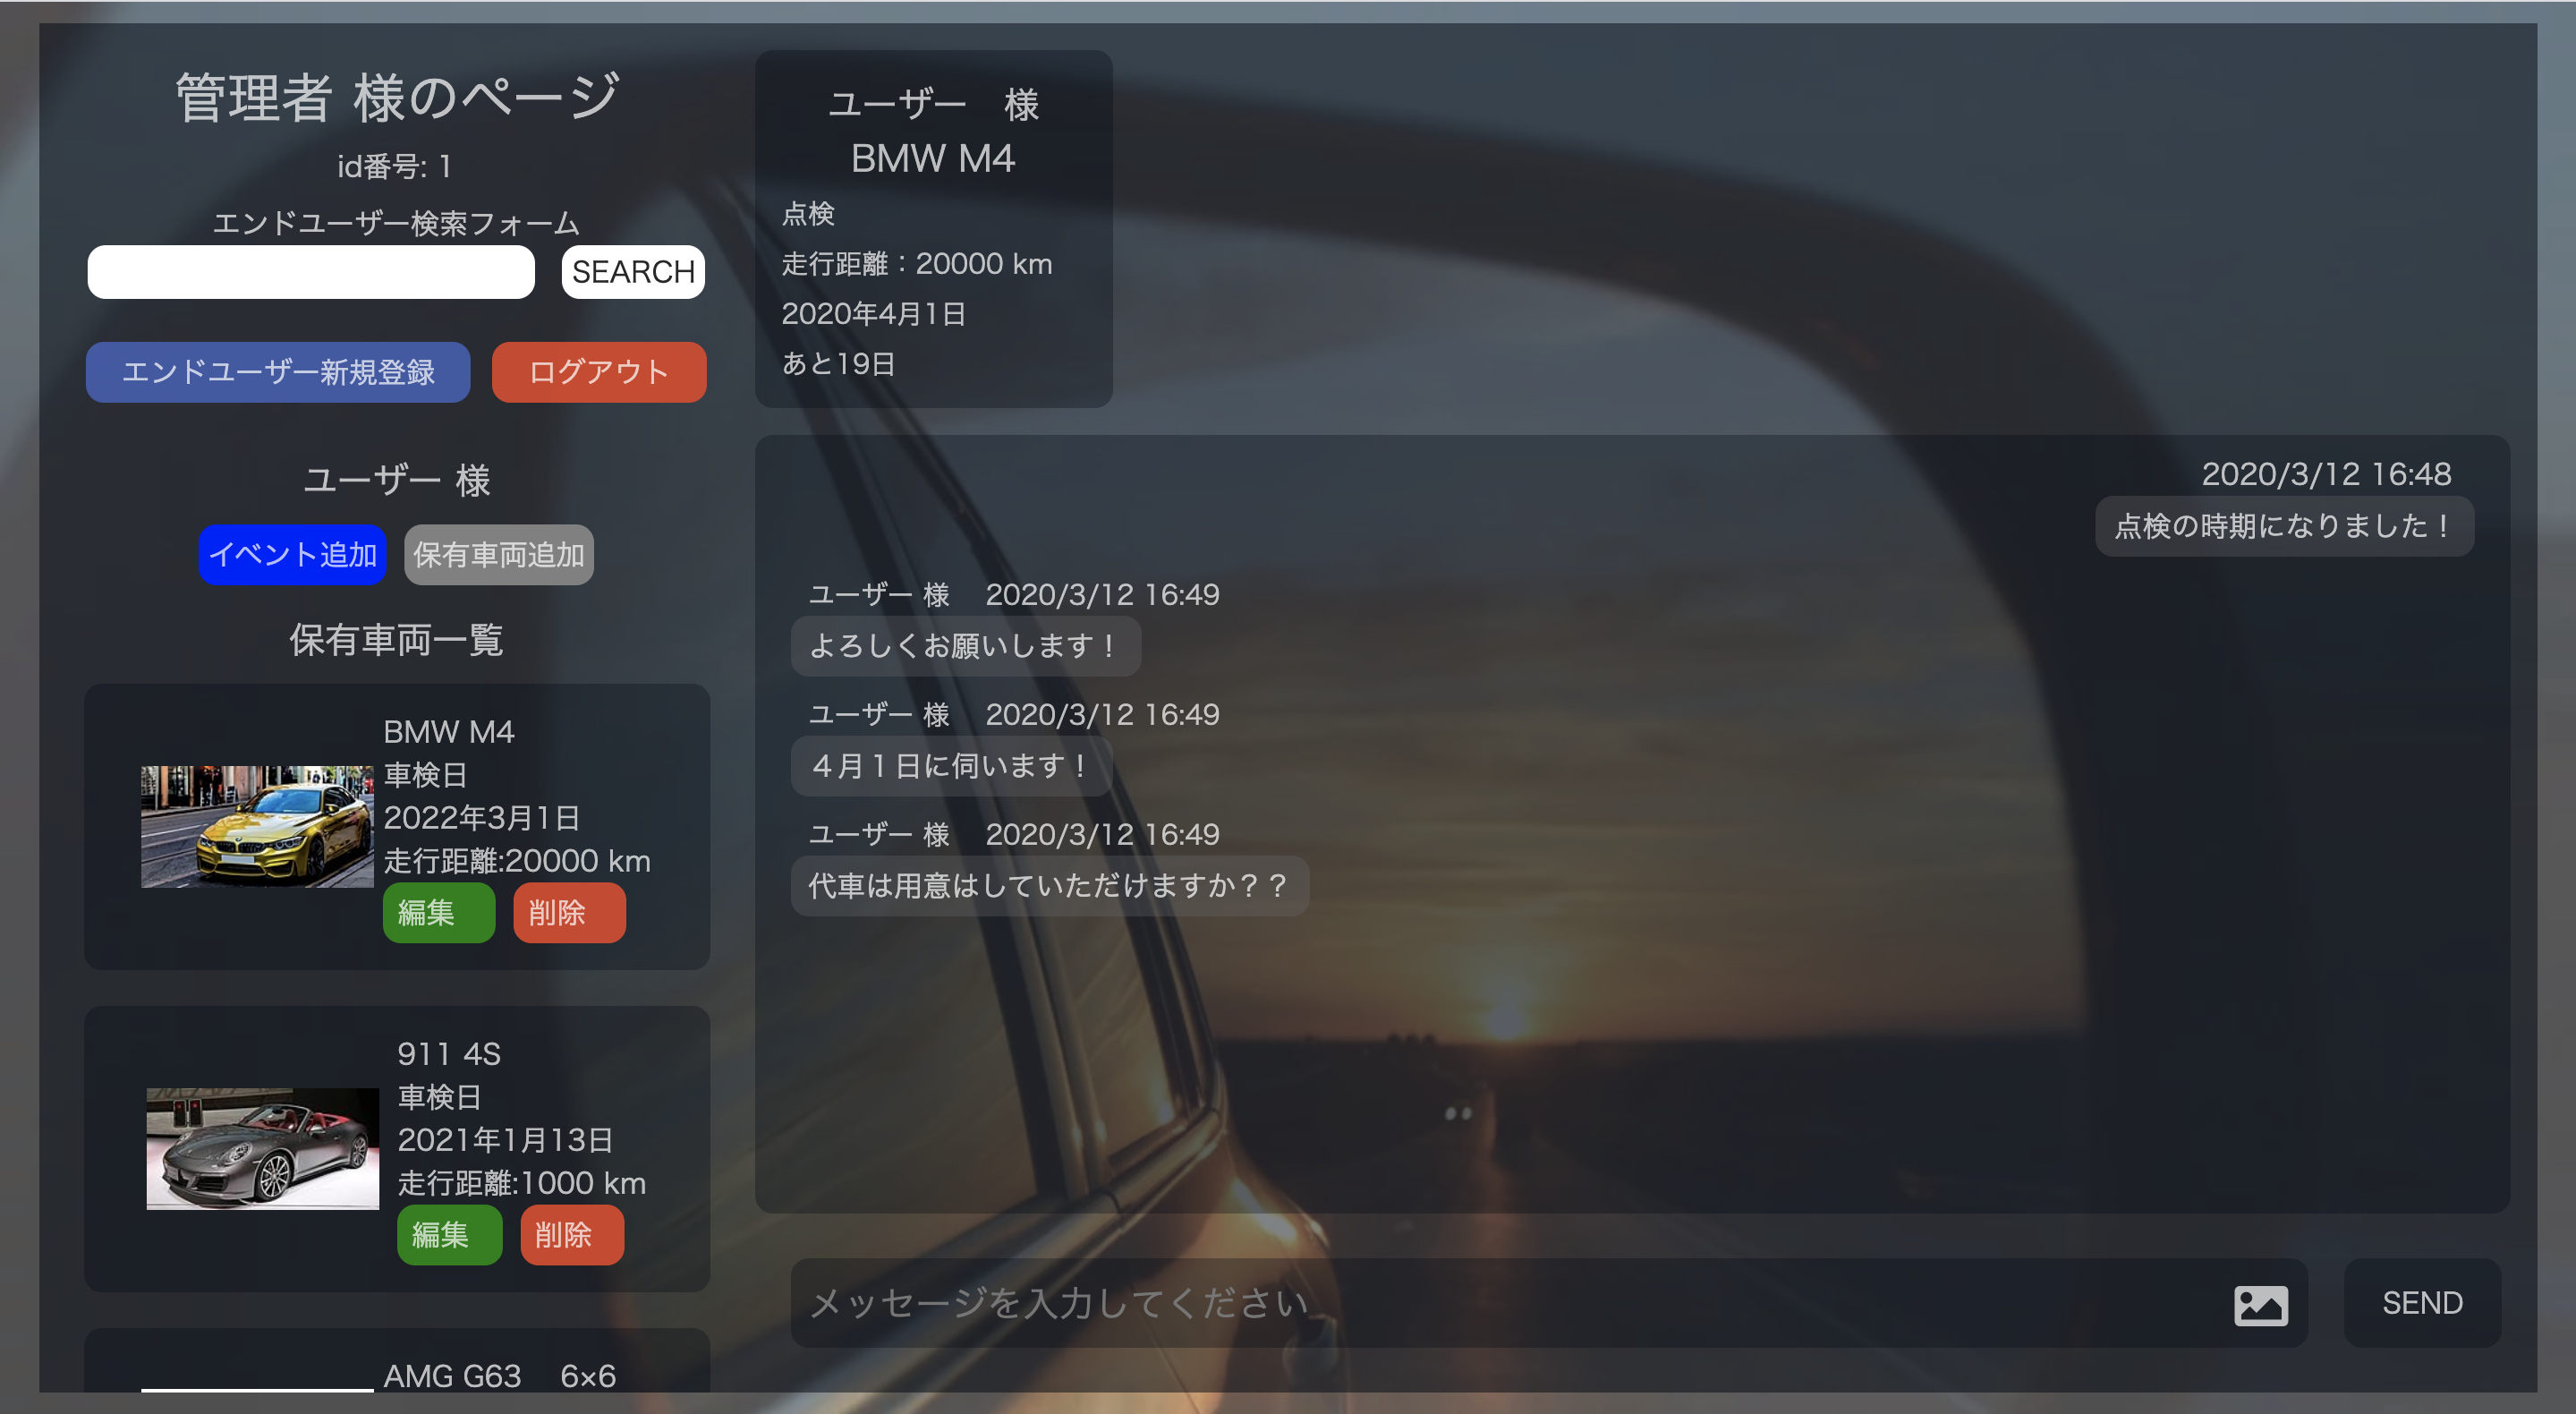 管理者 様のページ
id番号: 1
エンドユーザー検索フォーム
SEARCH
エンドユーザー新規登録
ログアウト
ユーザー 様
イベント追加
保有車両追加
保有車両一覧
BMW M4
車検日
2022年3月1日
走行距離:20000 km
編集
削除
911 4S
車検日
2021年1月13日
走行距離:1000 km
編集
削除
AMG G63　6×6
ユーザー　様
BMW M4
点検
走行距離：20000 km
2020年4月1日
あと19日
2020/3/12 16:48
点検の時期になりました！
ユーザー 様　2020/3/12 16:49
よろしくお願いします！
ユーザー 様　2020/3/12 16:49
４月１日に伺います！
ユーザー 様　2020/3/12 16:49
代車は用意はしていただけますか？？
メッセージを入力してください
SEND